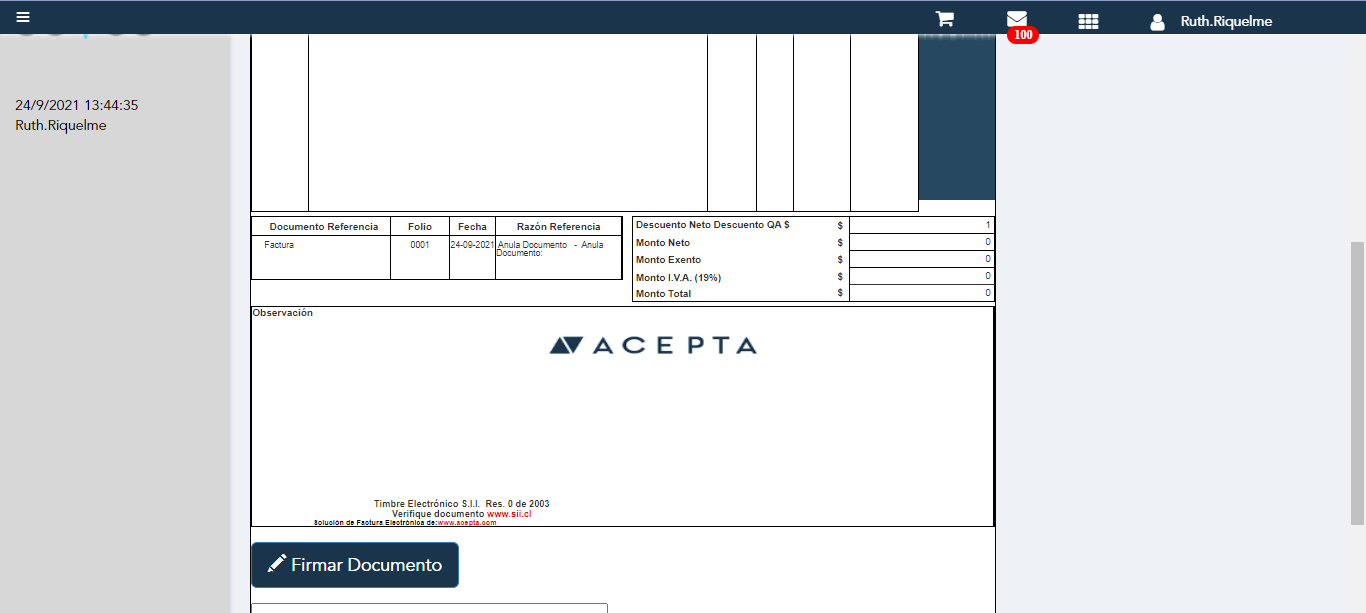 Ruth.Riquelme
100
24/9/2021 13:44:35
Ruth.Riquelme
Documento Referencia Folio Fecha Razón Referencia
Factura 0001 24-09-2021 Anula Documento - Anula
Documento:
Descuento Neto Descuento QA $ $ 1
Monto Neto $ 0
Monto Exento $ 0
Monto I.V.A. (19%) $ 0
Monto Total $ 0
Observación
ACEPTA
Timbre Electrónico S.I.I. Res. 0 de 2003
Verifique documento www.sii.cl
Solución de Factura Electrónica de:www.acepta.com
Firmar Documento